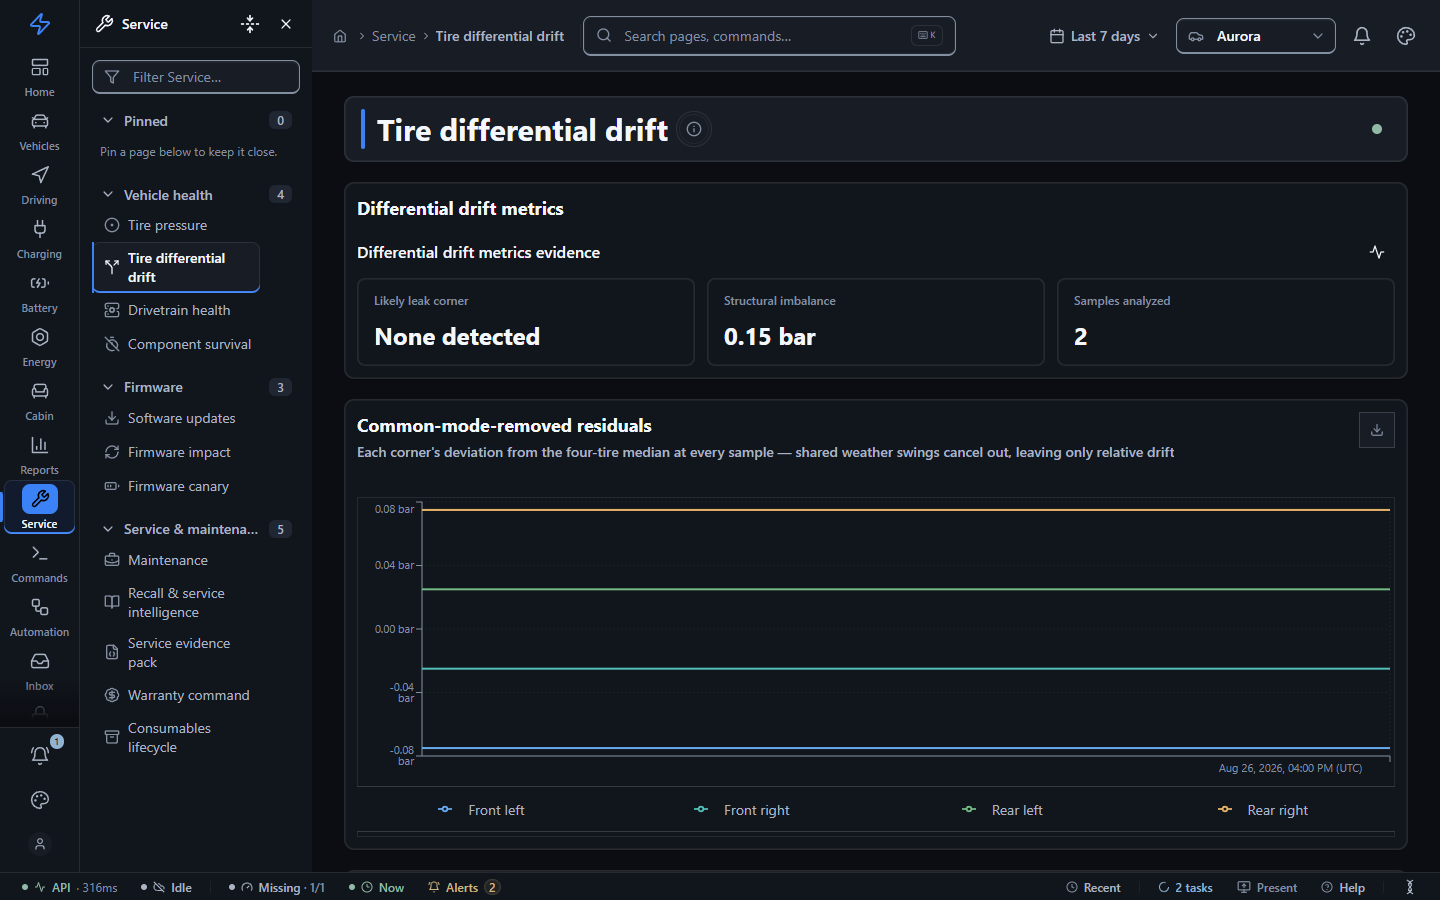 Home
Vehicles
Driving
Charging
Battery
Energy
Cabin
Reports
Service
Commands
Automation
Inbox
1
Service
Filter Service...
Pinned
0
Pin a page below to keep it close.
Vehicle health
4
Tire pressure
Tire differential
drift
Drivetrain health
Component survival
Firmware
3
Software updates
Firmware impact
Firmware canary
Service & maintena...
5
Maintenance
Recall & service
intelligence
Service evidence
pack
Warranty command
Consumables
lifecycle
Service
Tire differential drift
Search pages, commands...
K
Last 7 days
Aurora
Tire differential drift
Differential drift metrics
Differential drift metrics evidence
Likely leak corner
None detected
Structural imbalance
0.15 bar
Samples analyzed
2
Common-mode-removed residuals
Each corner's deviation from the four-tire median at every sample — shared weather swings cancel out, leaving only relative drift
0.08 bar
0.04 bar
0.00 bar
-0.04
bar
-0.08
bar
Aug 26, 2026, 04:00 PM (UTC)
Front left
Front right
Rear left
Rear right
API · 316ms
Idle
Missing · 1/1
Now
Alerts 2
Recent
2 tasks
Present
Help